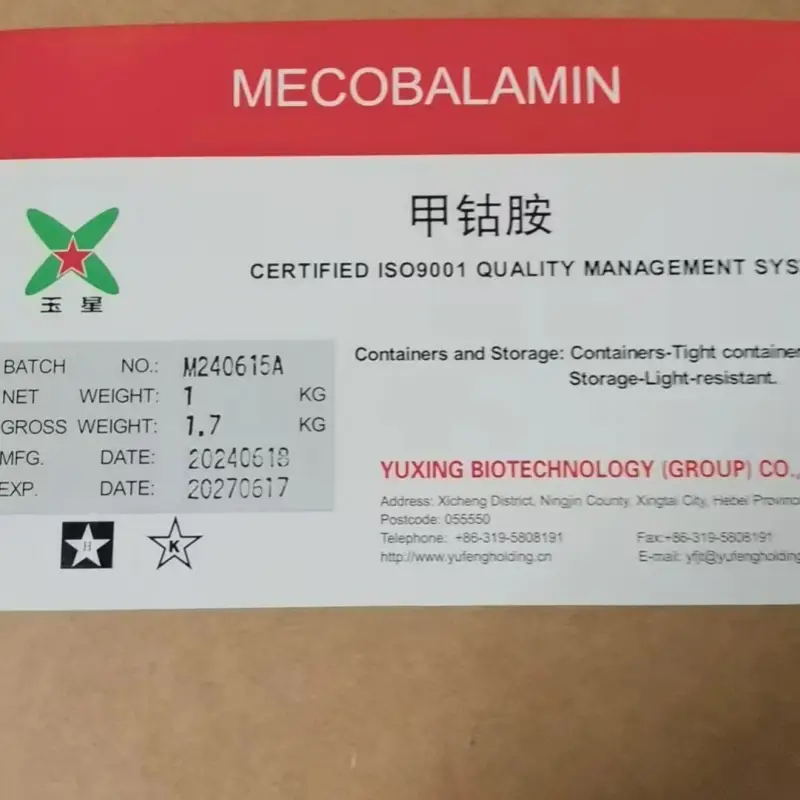 MECOBALAMIN
甲钴胺
CERTIFIED ISO9001 QUALITY MANAGEMENT SYS
玉星
BATCH NO.: M240615A
NET WEIGHT: 1 KG
GROSS WEIGHT: 1.7 KG
MFG. DATE: 20240618
EXP. DATE: 20270617
Containers and Storage: Containers-Tight container
Storage-Light-resistant.
H
K
YUXING BIOTECHNOLOGY (GROUP) CO.,
Address: Xicheng District, Ningjin County, Xingtai City, Hebei Provinc
Postcode: 055550
Telephone: +86-319-5808191 Fax:+86-319-5808191
http://www.yufengholding.cn E-mail: yfjt@yufengholding